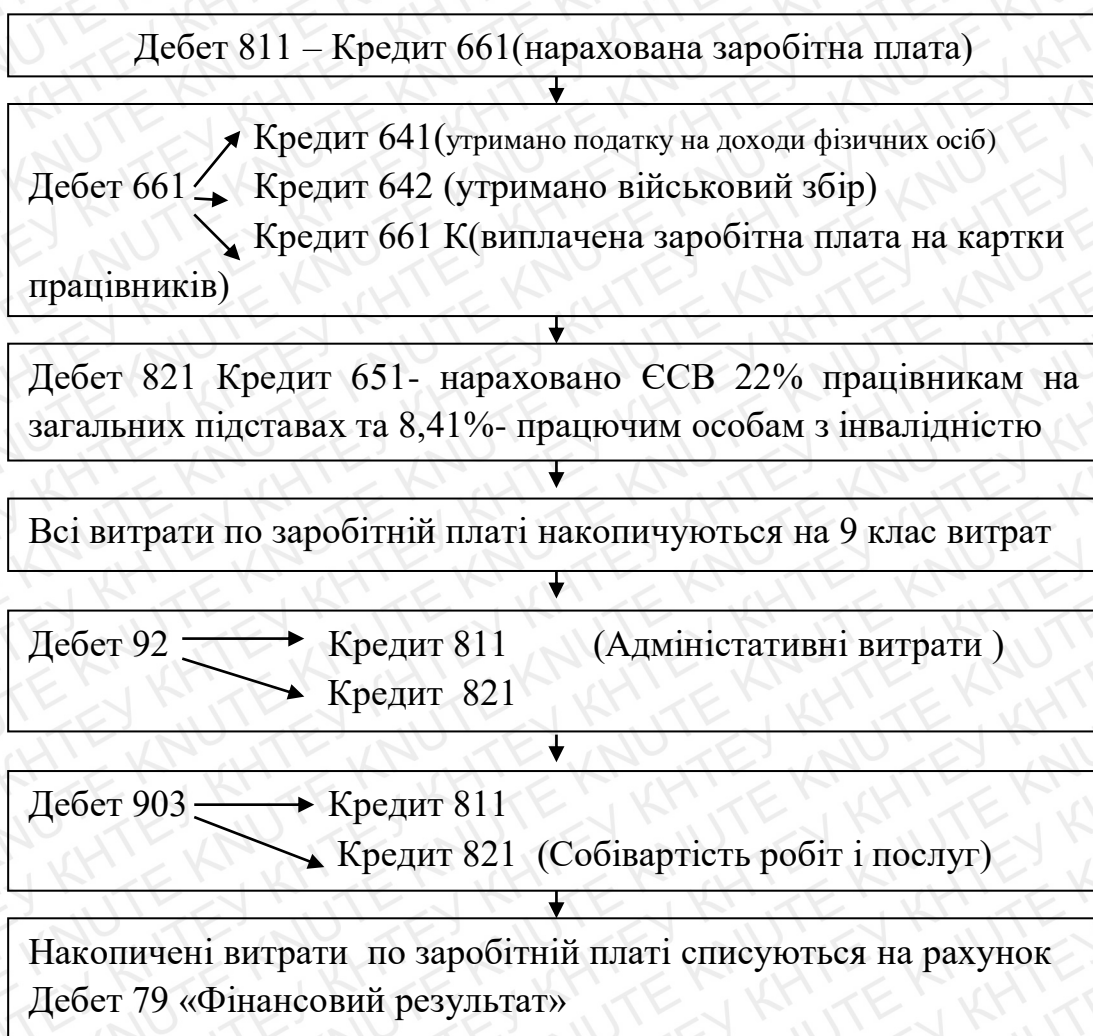 Дебет 811 – Кредит 661(нарахована заробітна плата)
Кредит 641(утримано податку на доходи фізичних осіб)
Дебет 661 Кредит 642 (утримано військовий збір)
Кредит 661 К(виплачена заробітна плата на картки
працівників)
Дебет 821 Кредит 651- нараховано ЄСВ 22% працівникам на
загальних підставах та 8,41%- працюючим особам з інвалідністю
Всі витрати по заробітній платі накопичуються на 9 клас витрат
Дебет 92 Кредит 811 (Адміністативні витрати )
Кредит 821
Дебет 903 Кредит 811
Кредит 821 (Собівартість робіт і послуг)
Накопичені витрати по заробітній платі списуються на рахунок
Дебет 79 «Фінансовий результат»